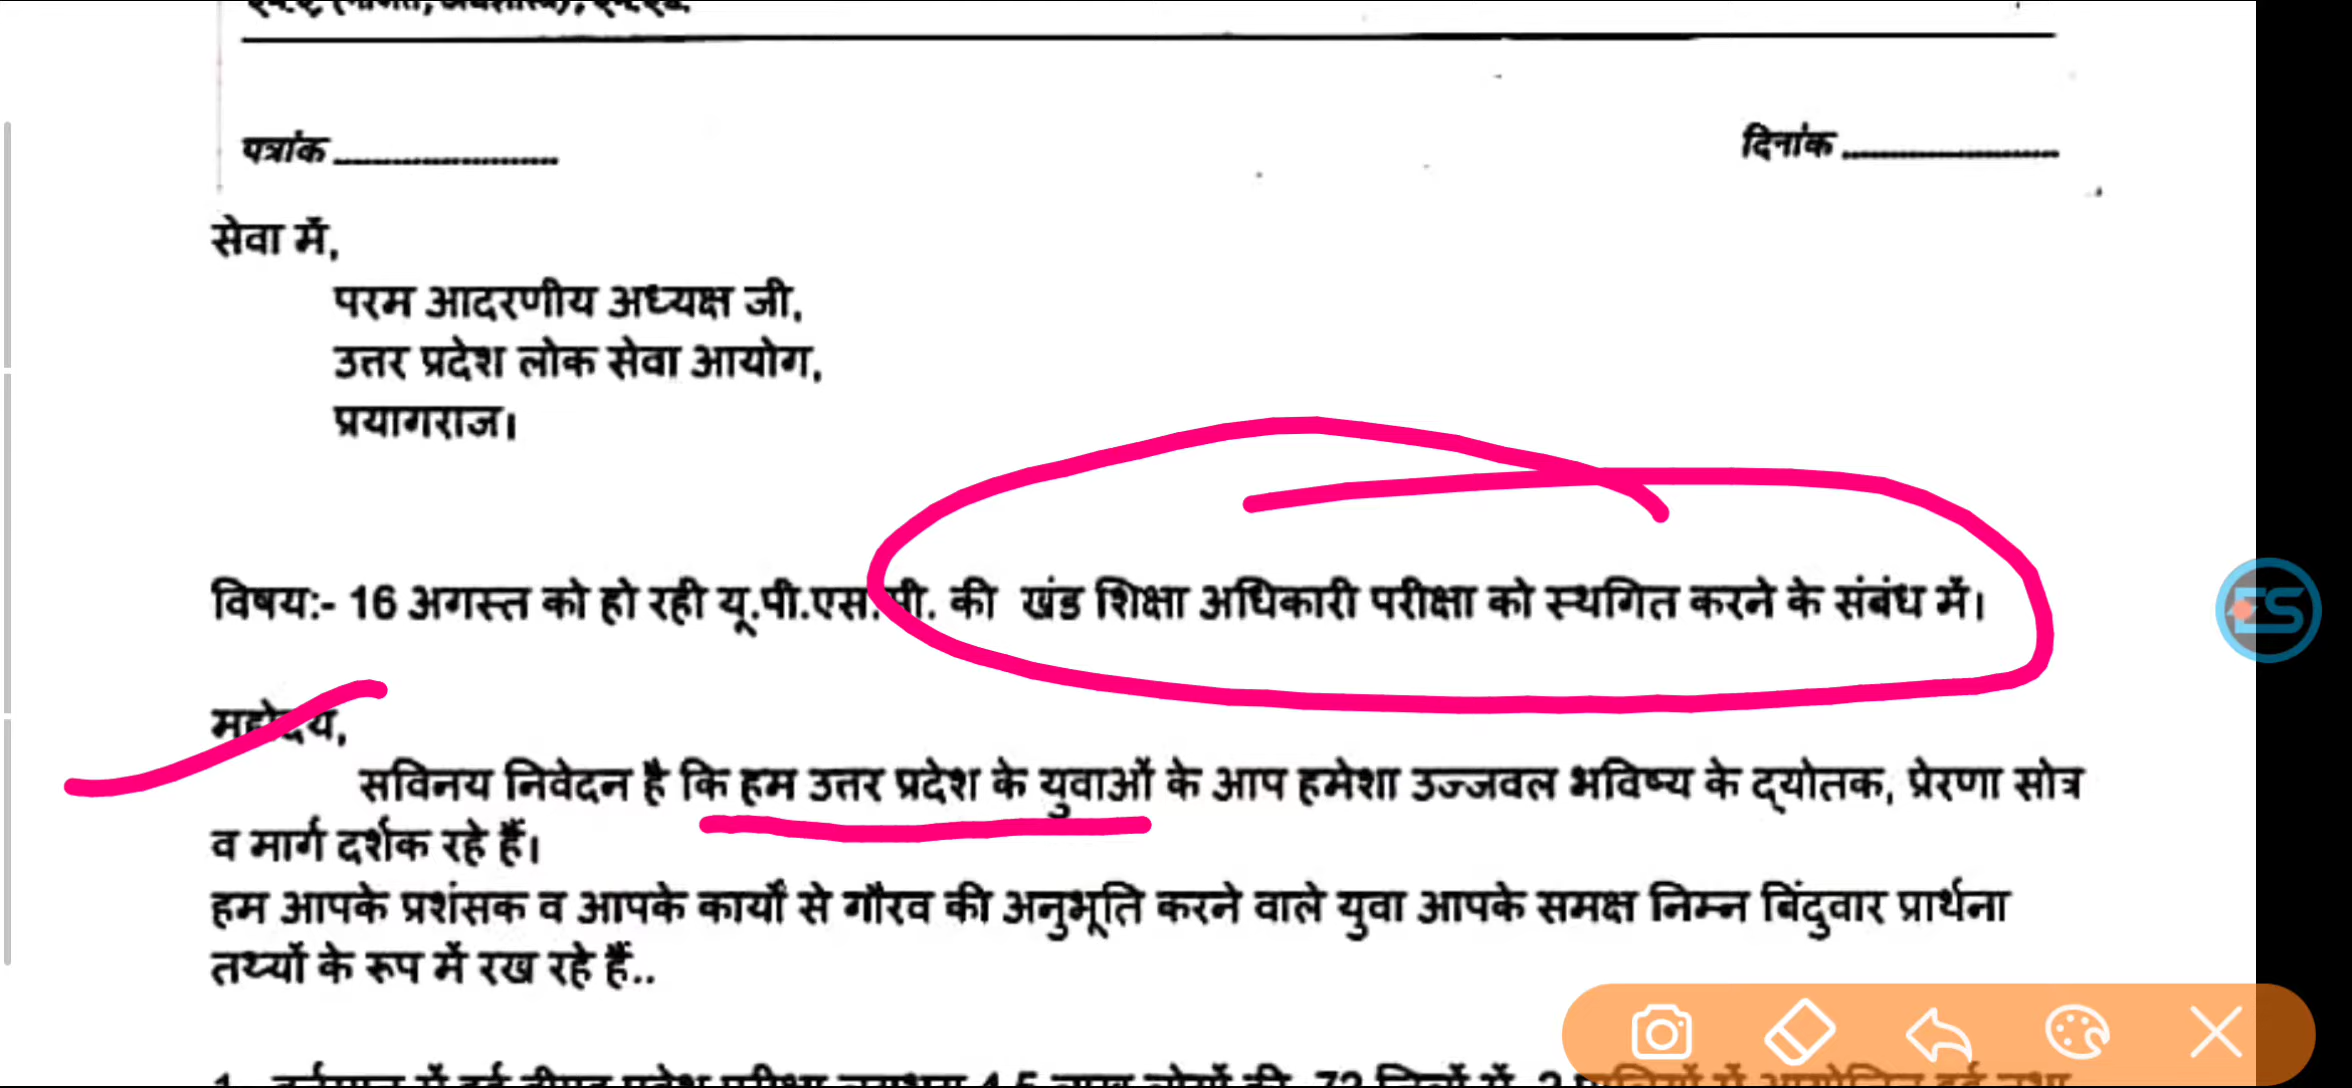 पत्रांक ......................
दिनांक ......................
सेवा में,
परम आदरणीय अध्यक्ष जी,
उत्तर प्रदेश लोक सेवा आयोग,
प्रयागराज।
विषय:- 16 अगस्त को हो रही यू.पी.एस.सी. की खंड शिक्षा अधिकारी परीक्षा को स्थगित करने के संबंध में।
महोदय,
सविनय निवेदन है कि हम उत्तर प्रदेश के युवाओं के आप हमेशा उज्जवल भविष्य के द्योतक, प्रेरणा सोत्र
व मार्ग दर्शक रहे हैं।
हम आपके प्रशंसक व आपके कार्यों से गौरव की अनुभूति करने वाले युवा आपके समक्ष निम्न बिंदुवार प्रार्थना
तथ्यों के रूप में रख रहे हैं..